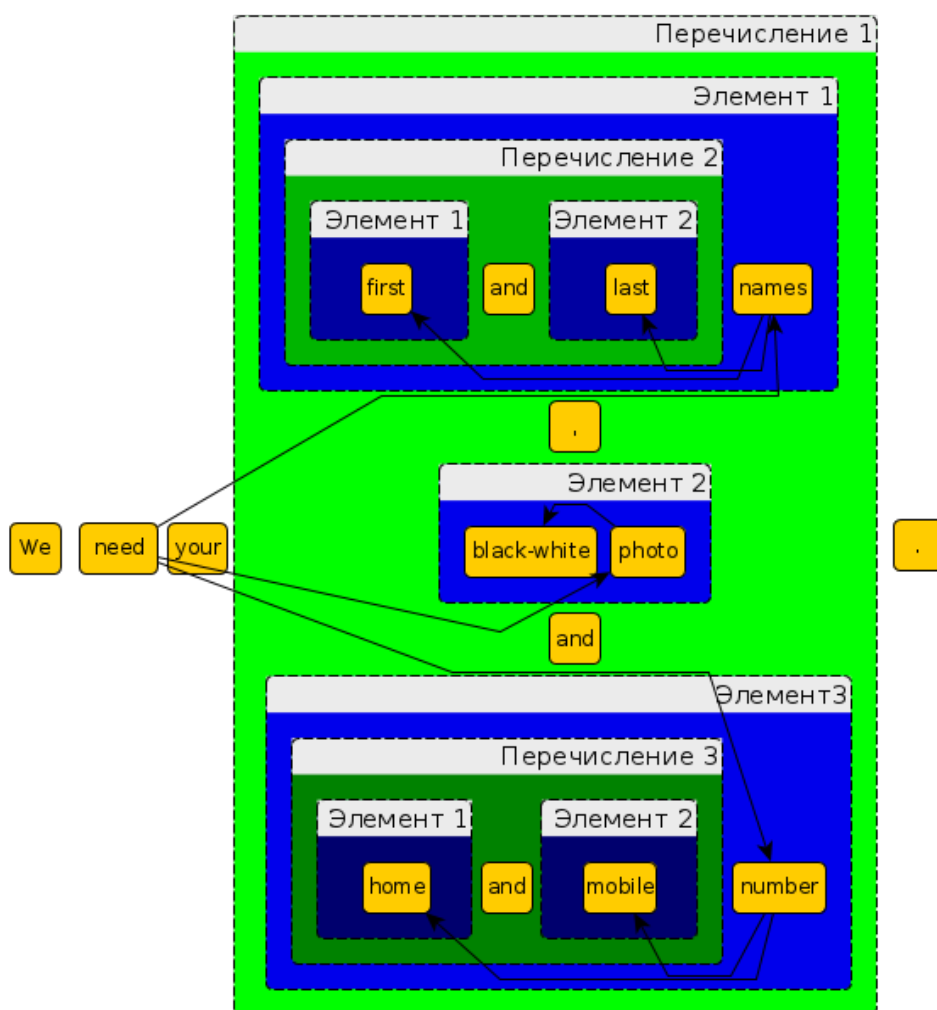 Перечисление 1
Элемент 1
Перечисление 2
Элемент 1 Элемент 2
first and last names
,
Элемент 2
We need your black-white photo .
and
Элемент3
Перечисление 3
Элемент 1 Элемент 2
home and mobile number